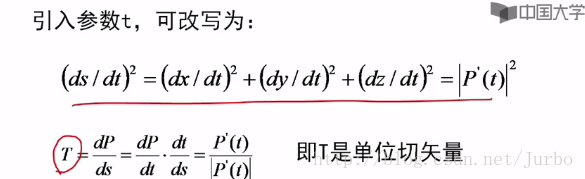 中国大学
引入参数t，可改写为：
(ds/dt)² = (dx/dt)² + (dy/dt)² + (dz/dt)² = |P'(t)|²
T = dP/ds = dP/dt · dt/ds = P'(t)/|P'(t)| 即T是单位切矢量
http://blog.csdn.net/Jurbo